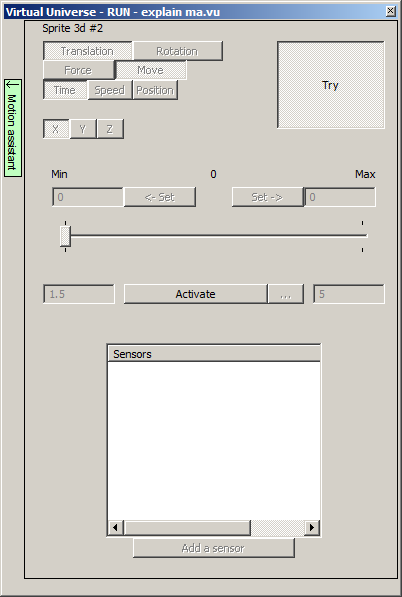 Virtual Universe - RUN - explain ma.vu
Sprite 3d #2
Translation Rotation
Force Move
Time Speed Position
Try
Motion assistant
X Y Z
Min 0 Max
0 <- Set Set -> 0
1.5 Activate ... 5
Sensors
Add a sensor